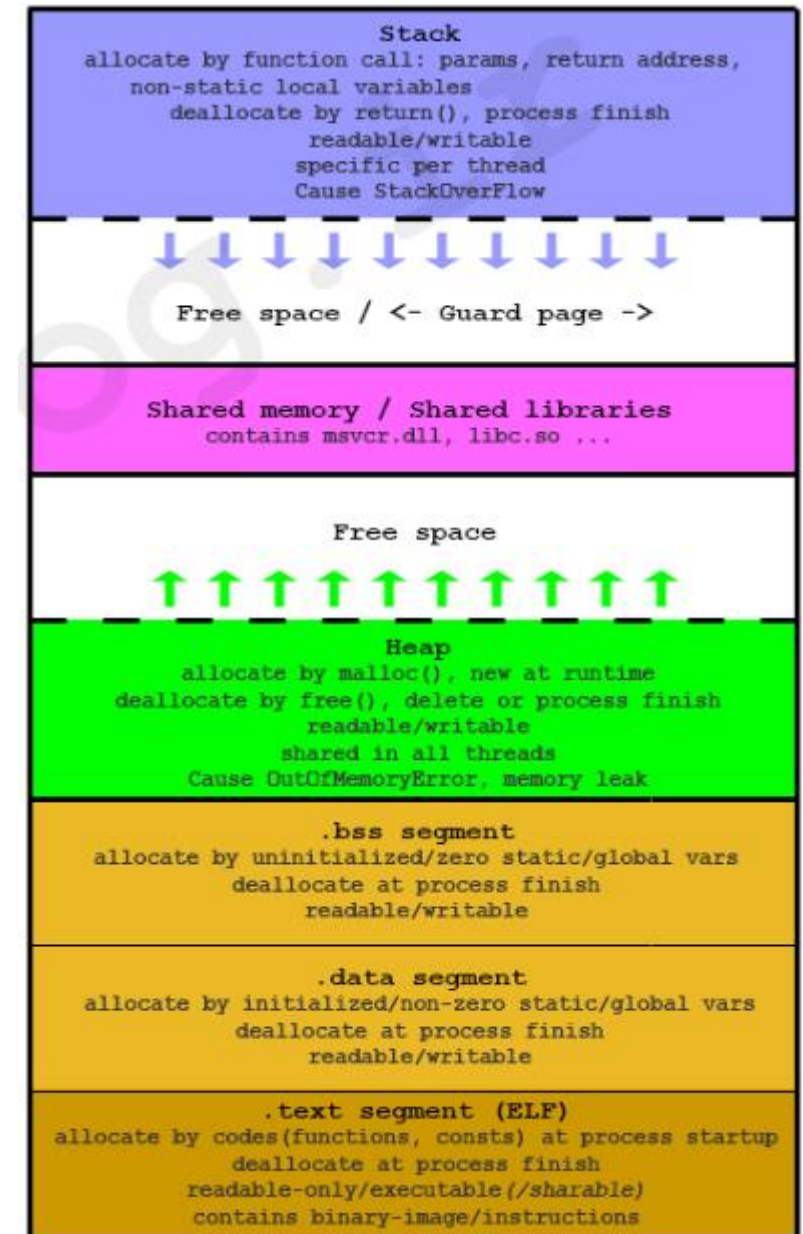 Stack
allocate by function call: params, return address,
non-static local variables
deallocate by return(), process finish
readable/writable
specific per thread
Cause StackOverFlow
Free space / <- Guard page ->
Shared memory / Shared libraries
contains msvcr.dll, libc.so ...
Free space
Heap
allocate by malloc(), new at runtime
deallocate by free(), delete or process finish
readable/writable
shared in all threads
Cause OutOfMemoryError, memory leak
.bss segment
allocate by uninitialized/zero static/global vars
deallocate at process finish
readable/writable
.data segment
allocate by initialized/non-zero static/global vars
deallocate at process finish
readable/writable
.text segment (ELF)
allocate by codes(functions, consts) at process startup
deallocate at process finish
readable-only/executable(/sharable)
contains binary-image/instructions